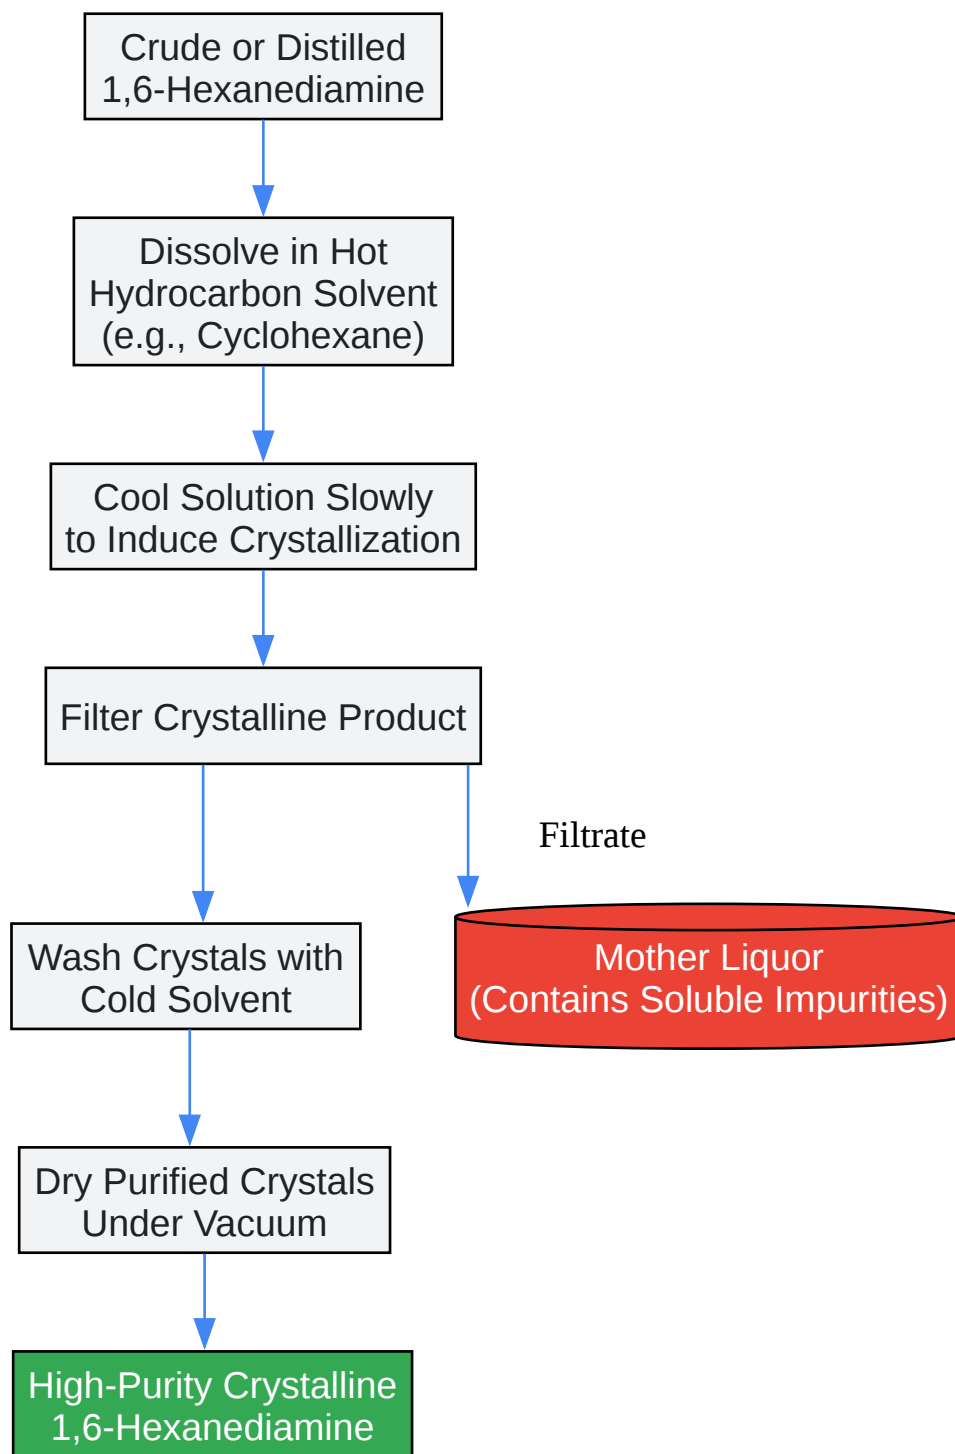 Crude or Distilled
1,6-Hexanediamine
Dissolve in Hot
Hydrocarbon Solvent
(e.g., Cyclohexane)
Cool Solution Slowly
to Induce Crystallization
Filter Crystalline Product
Filtrate
Wash Crystals with
Cold Solvent
Mother Liquor
(Contains Soluble Impurities)
Dry Purified Crystals
Under Vacuum
High-Purity Crystalline
1,6-Hexanediamine